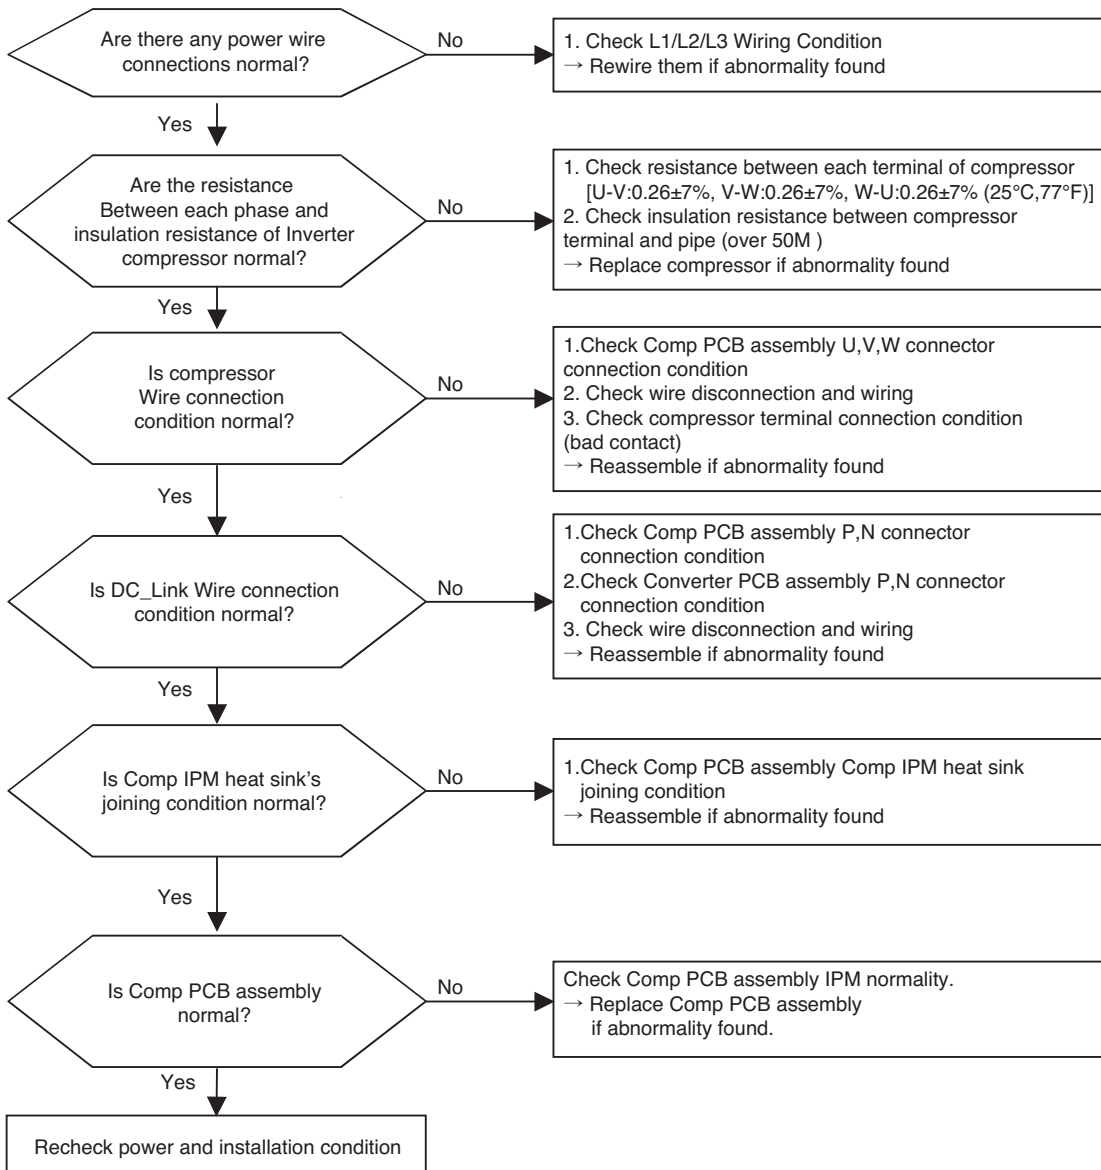 Are there any power wire
connections normal?
No
1. Check L1/L2/L3 Wiring Condition
→ Rewire them if abnormality found
Yes
Are the resistance
Between each phase and
insulation resistance of Inverter
compressor normal?
No
1. Check resistance between each terminal of compressor
[U-V:0.26±7%, V-W:0.26±7%, W-U:0.26±7% (25°C,77°F)]
2. Check insulation resistance between compressor
terminal and pipe (over 50M )
→ Replace compressor if abnormality found
Yes
Is compressor
Wire connection
condition normal?
No
1.Check Comp PCB assembly U,V,W connector
connection condition
2. Check wire disconnection and wiring
3. Check compressor terminal connection condition
(bad contact)
→ Reassemble if abnormality found
Yes
Is DC_Link Wire connection
condition normal?
No
1.Check Comp PCB assembly P,N connector
connection condition
2.Check Converter PCB assembly P,N connector
connection condition
3. Check wire disconnection and wiring
→ Reassemble if abnormality found
Yes
Is Comp IPM heat sink's
joining condition normal?
No
1.Check Comp PCB assembly Comp IPM heat sink
joining condition
→ Reassemble if abnormality found
Yes
Is Comp PCB assembly
normal?
No
Check Comp PCB assembly IPM normality.
→ Replace Comp PCB assembly
if abnormality found.
Yes
Recheck power and installation condition